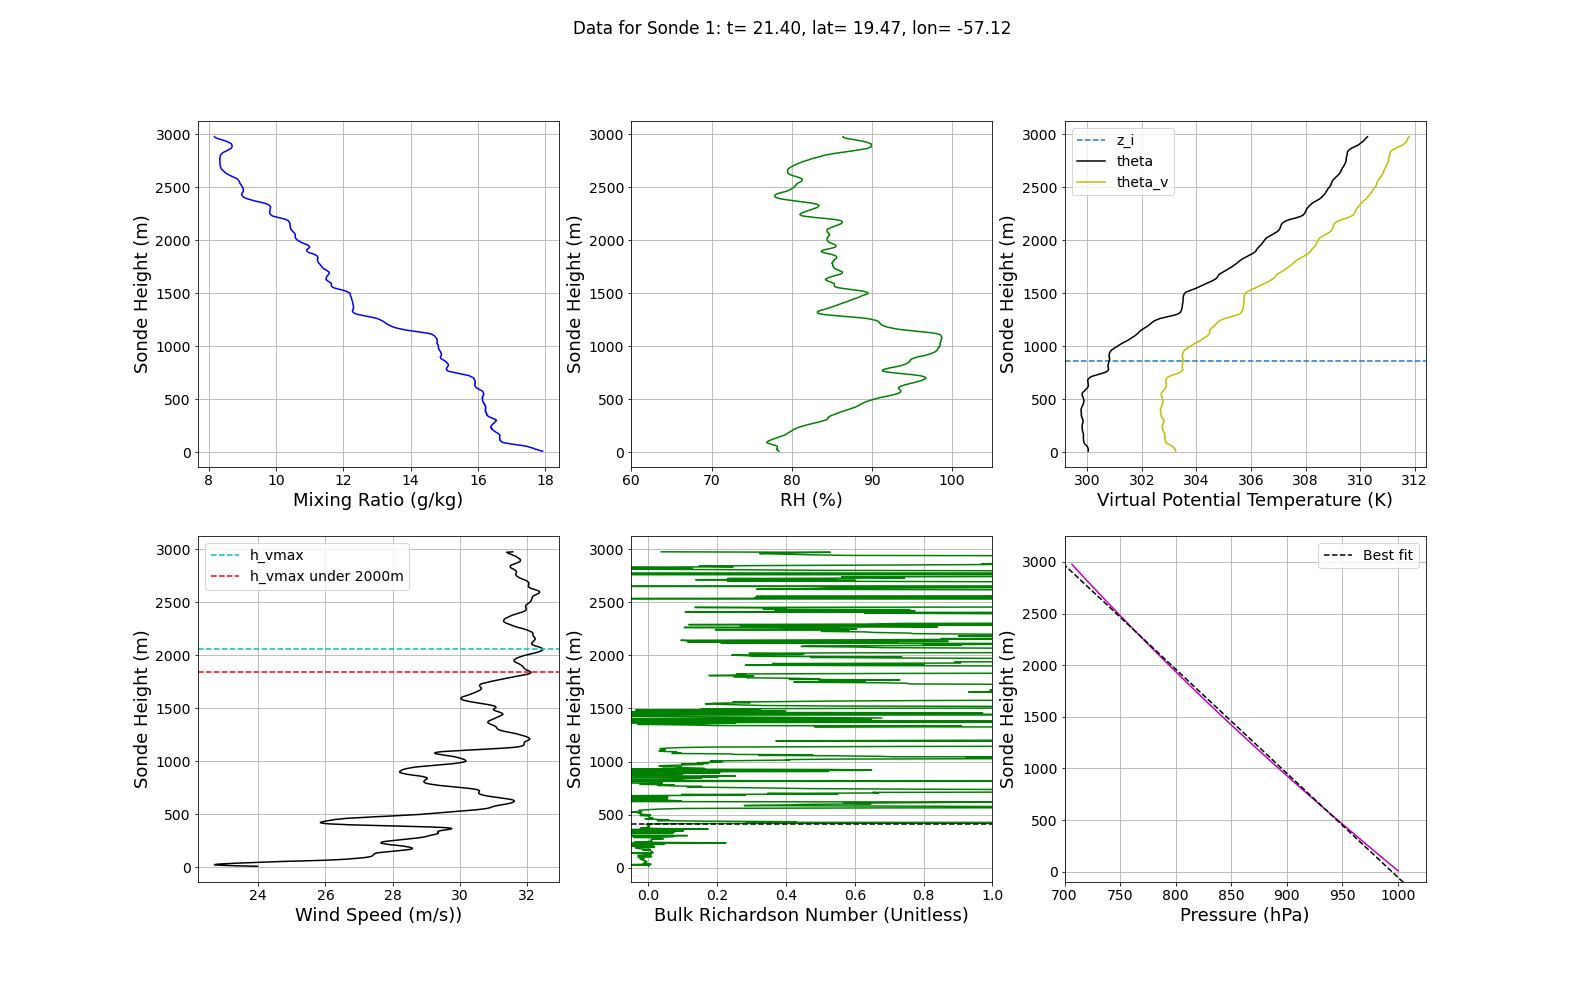 Data for Sonde 1: t= 21.40, lat= 19.47, lon= -57.12
3000
2500
2000
1500
1000
500
0
Sonde Height (m)
8 10 12 14 16 18
Mixing Ratio (g/kg)
3000
2500
2000
1500
1000
500
0
Sonde Height (m)
60 70 80 90 100
RH (%)
3000
2500
2000
1500
1000
500
0
Sonde Height (m)
z_i
theta
theta_v
300 302 304 306 308 310 312
Virtual Potential Temperature (K)
3000
2500
2000
1500
1000
500
0
Sonde Height (m)
h_vmax
h_vmax under 2000m
24 26 28 30 32
Wind Speed (m/s))
3000
2500
2000
1500
1000
500
0
Sonde Height (m)
0.0 0.2 0.4 0.6 0.8 1.0
Bulk Richardson Number (Unitless)
3000
2500
2000
1500
1000
500
0
Sonde Height (m)
Best fit
700 750 800 850 900 950 1000
Pressure (hPa)